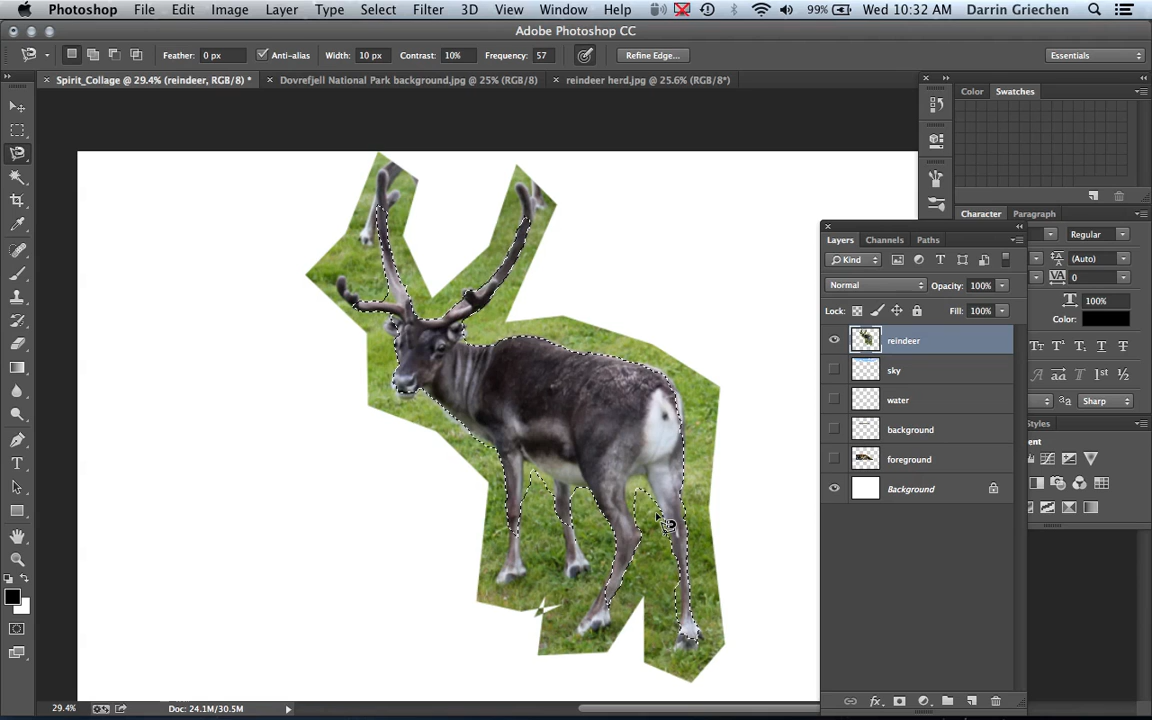 Photoshop File Edit Image Layer Type Select Filter 3D View Window Help 99% Wed 10:32 AM Darrin Griechen
Adobe Photoshop CC
Feather: 0 px Anti-alias Width: 10 px Contrast: 10% Frequency: 57 Refine Edge... Essentials
Spirit_Collage @ 29.4% (reindeer, RGB/8) * Dovrefjell National Park background.jpg @ 25% (RGB/8) reindeer herd.jpg @ 25.6% (RGB/8*)
Color Swatches
Character Paragraph
Regular
(Auto)
0
100%
Color:
Sharp
Styles
Layers Channels Paths
Kind
Normal Opacity: 100%
Lock: Fill: 100%
reindeer
sky
water
background
foreground
Background
29.4% Doc: 24.1M/30.5M